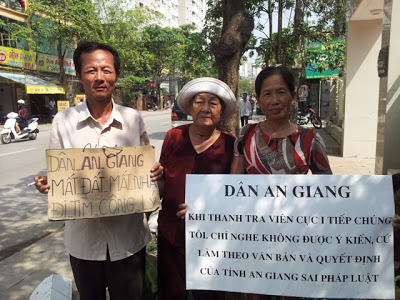 DÂN AN GIANG
MẤT ĐẤT MẤT NHÀ
ĐI TÌM CÔNG LÝ
DÂN AN GIANG
KHI THANH TRA VIÊN CỤC I TIẾP CHÚNG
TÔI, CHỈ NGHE KHÔNG ĐƯỢC Ý KIẾN, CỨ
LÀM THEO VĂN BẢN VÀ QUYẾT ĐỊNH
CỦA TỈNH AN GIANG SAI PHÁP LUẬT